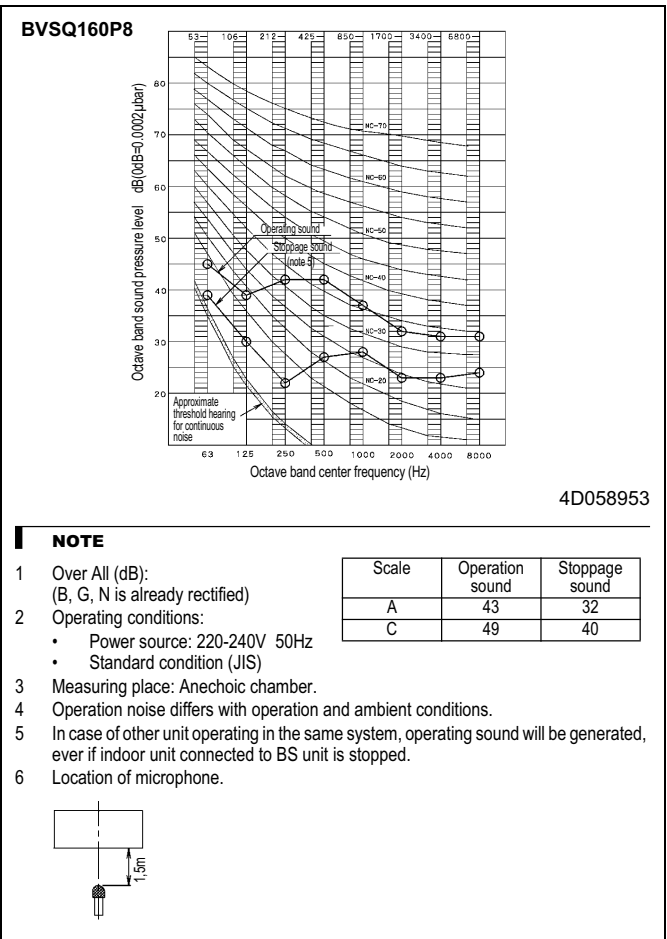 BVSQ160P8
53 106 212 425 850 1700 3400 6800
Octave band sound pressure level dB(0dB=0.0002µbar)
80
70
60
50
40
30
20
NC-70
NC-60
NC-50
NC-40
NC-30
NC-20
Operating sound
Stoppage sound
(note 5)
Approximate
threshold hearing
for continuous
noise
63 125 250 500 1000 2000 4000 8000
Octave band center frequency (Hz)
4D058953
NOTE
1 Over All (dB):
(B, G, N is already rectified)
Scale Operation sound Stoppage sound
A 43 32
C 49 40
2 Operating conditions:
• Power source: 220-240V 50Hz
• Standard condition (JIS)
3 Measuring place: Anechoic chamber.
4 Operation noise differs with operation and ambient conditions.
5 In case of other unit operating in the same system, operating sound will be generated,
ever if indoor unit connected to BS unit is stopped.
6 Location of microphone.
1,5m